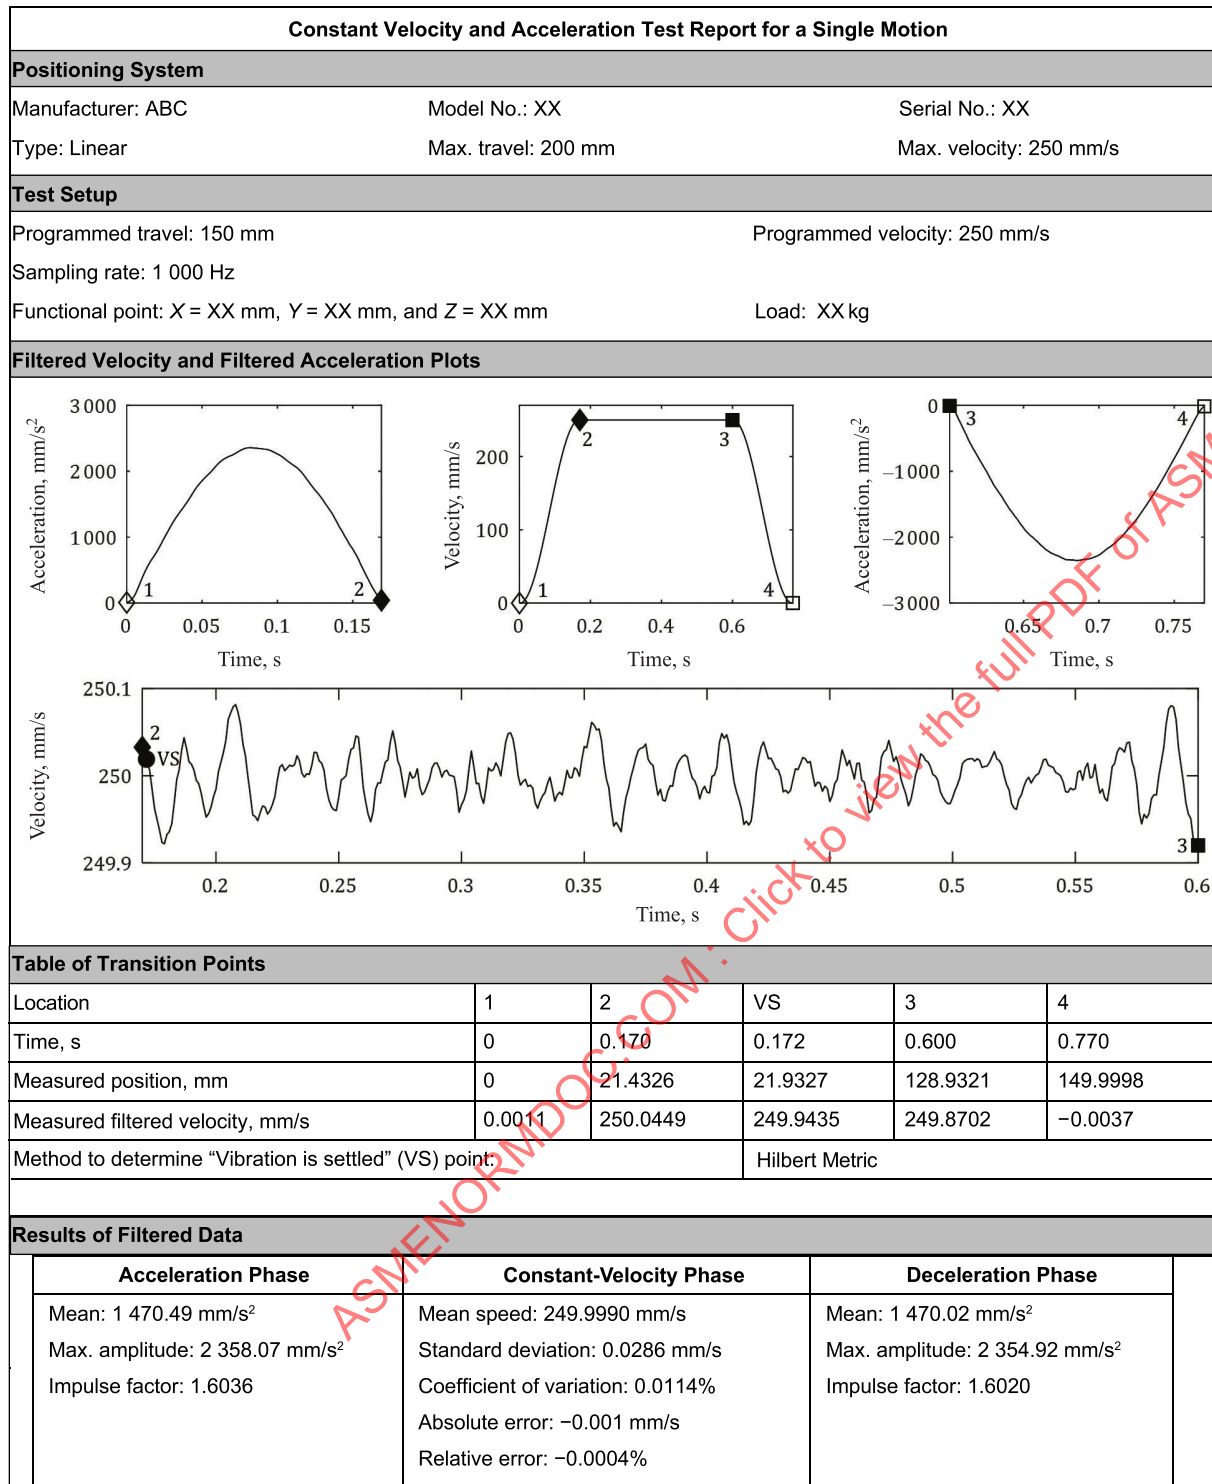 Constant Velocity and Acceleration Test Report for a Single Motion
Positioning System
Manufacturer: ABC Model No.: XX Serial No.: XX
Type: Linear Max. travel: 200 mm Max. velocity: 250 mm/s
Test Setup
Programmed travel: 150 mm Programmed velocity: 250 mm/s
Sampling rate: 1 000 Hz
Functional point: X = XX mm, Y = XX mm, and Z = XX mm Load: XX kg
Filtered Velocity and Filtered Acceleration Plots
Acceleration, mm/s²
3 000
2 000
1 000
0
1
2
0 0.05 0.1 0.15
Time, s
Velocity, mm/s
200
100
0
1
2
3
4
0 0.2 0.4 0.6
Time, s
Acceleration, mm/s²
0
−1 000
−2 000
−3 000
3
4
0.65 0.7 0.75
Time, s
Velocity, mm/s
250.1
250
249.9
2
VS
3
0.2 0.25 0.3 0.35 0.4 0.45 0.5 0.55 0.6
Time, s
Table of Transition Points
Location 1 2 VS 3 4
Time, s 0 0.170 0.172 0.600 0.770
Measured position, mm 0 21.4326 21.9327 128.9321 149.9998
Measured filtered velocity, mm/s 0.0011 250.0449 249.9435 249.8702 −0.0037
Method to determine “Vibration is settled” (VS) point: Hilbert Metric
Results of Filtered Data
Acceleration Phase Constant-Velocity Phase Deceleration Phase
Mean: 1 470.49 mm/s² Mean speed: 249.9990 mm/s Mean: 1 470.02 mm/s²
Max. amplitude: 2 358.07 mm/s² Standard deviation: 0.0286 mm/s Max. amplitude: 2 354.92 mm/s²
Impulse factor: 1.6036 Coefficient of variation: 0.0114% Impulse factor: 1.6020
Absolute error: −0.001 mm/s
Relative error: −0.0004%
ASMENORMDOC.COM : Click to view the full PDF of ASM